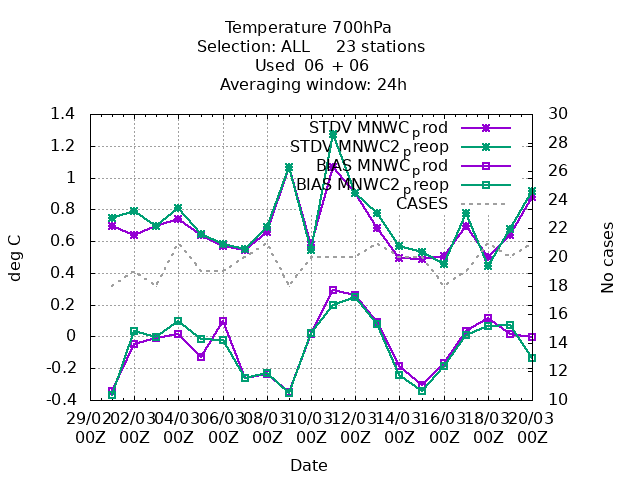 Temperature 700hPa
Selection: ALL 23 stations
Used 06 + 06
Averaging window: 24h
STDV MNWC_prod
STDV MNWC2_preop
BIAS MNWC_prod
BIAS MNWC2_preop
CASES
deg C
1.4
1.2
1
0.8
0.6
0.4
0.2
0
-0.2
-0.4
No cases
30
28
26
24
22
20
18
16
14
12
10
29/02 02/03 04/03 06/03 08/03 10/03 12/03 14/03 16/03 18/03 20/03
00Z 00Z 00Z 00Z 00Z 00Z 00Z 00Z 00Z 00Z 00Z
Date